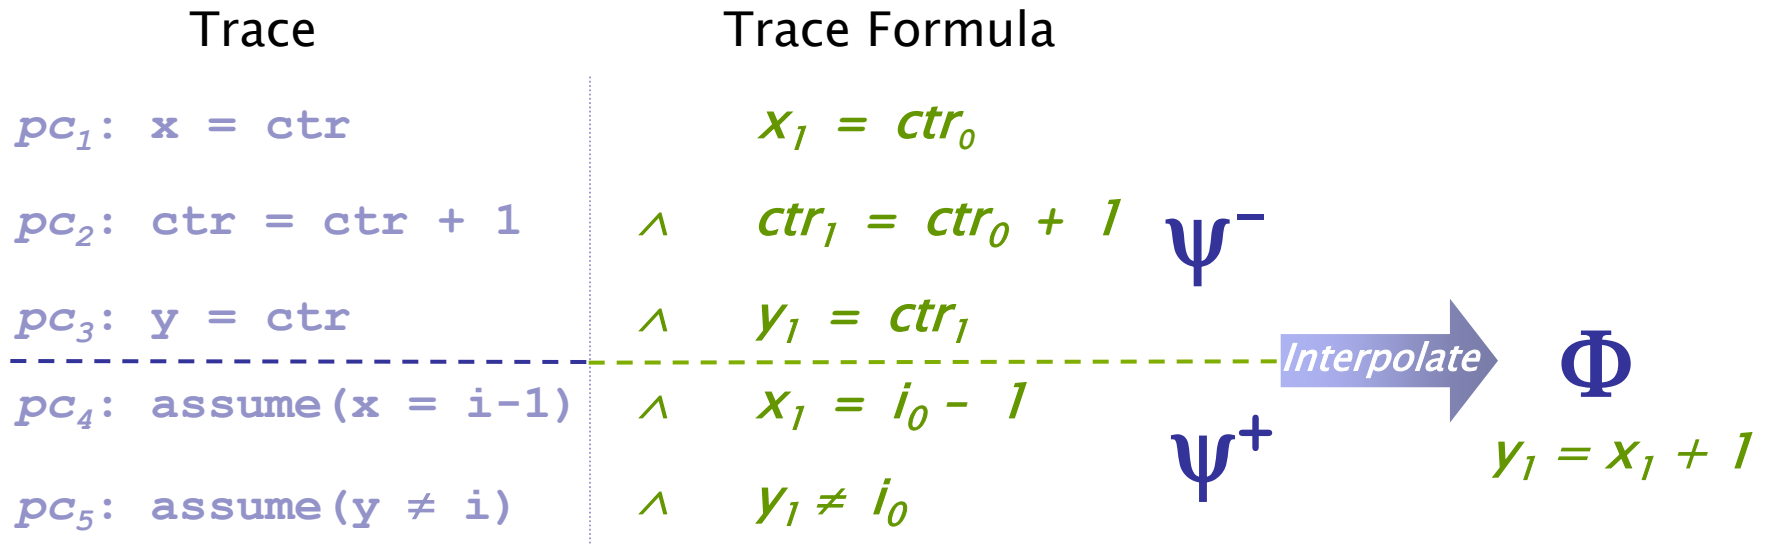 Trace Trace Formula
pc₁: x = ctr x₁ = ctr₀
pc₂: ctr = ctr + 1 ∧ ctr₁ = ctr₀ + 1
ψ⁻
pc₃: y = ctr ∧ y₁ = ctr₁
Interpolate Φ
pc₄: assume(x = i-1) ∧ x₁ = i₀ - 1
ψ⁺ y₁ = x₁ + 1
pc₅: assume(y ≠ i) ∧ y₁ ≠ i₀